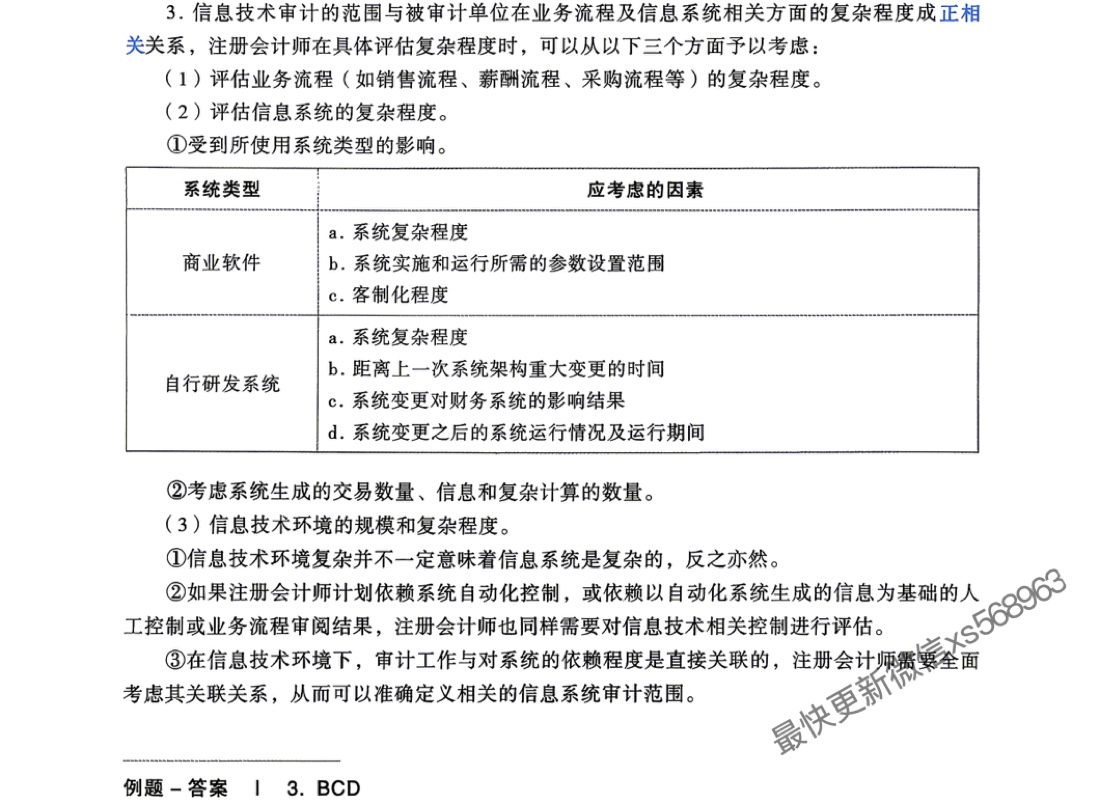 3. 信息技术审计的范围与被审计单位在业务流程及信息系统相关方面的复杂程度成正相
关关系，注册会计师在具体评估复杂程度时，可以从以下三个方面予以考虑：
（1）评估业务流程（如销售流程、薪酬流程、采购流程等）的复杂程度。
（2）评估信息系统的复杂程度。
①受到所使用系统类型的影响。
系统类型 应考虑的因素
商业软件
a. 系统复杂程度
b. 系统实施和运行所需的参数设置范围
c. 客制化程度
自行研发系统
a. 系统复杂程度
b. 距离上一次系统架构重大变更的时间
c. 系统变更对财务系统的影响结果
d. 系统变更之后的系统运行情况及运行期间
②考虑系统生成的交易数量、信息和复杂计算的数量。
（3）信息技术环境的规模和复杂程度。
①信息技术环境复杂并不一定意味着信息系统是复杂的，反之亦然。
②如果注册会计师计划依赖系统自动化控制，或依赖以自动化系统生成的信息为基础的人
工控制或业务流程审阅结果，注册会计师也同样需要对信息技术相关控制进行评估。
③在信息技术环境下，审计工作与对系统的依赖程度是直接关联的，注册会计师需要全面
考虑其关联关系，从而可以准确定义相关的信息系统审计范围。
最快更新微信xs568963
例题－答案 | 3. BCD